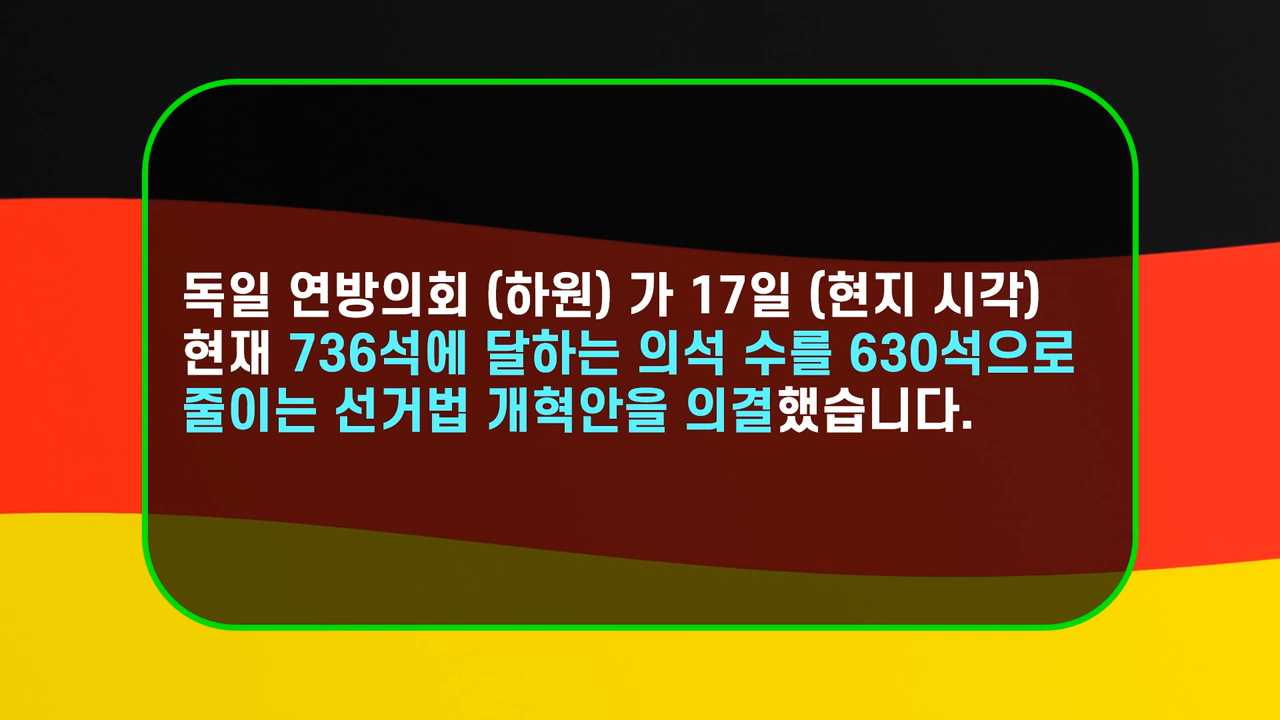 독일 연방의회 (하원) 가 17일 (현지 시각)
현재 736석에 달하는 의석 수를 630석으로
줄이는 선거법 개혁안을 의결했습니다.